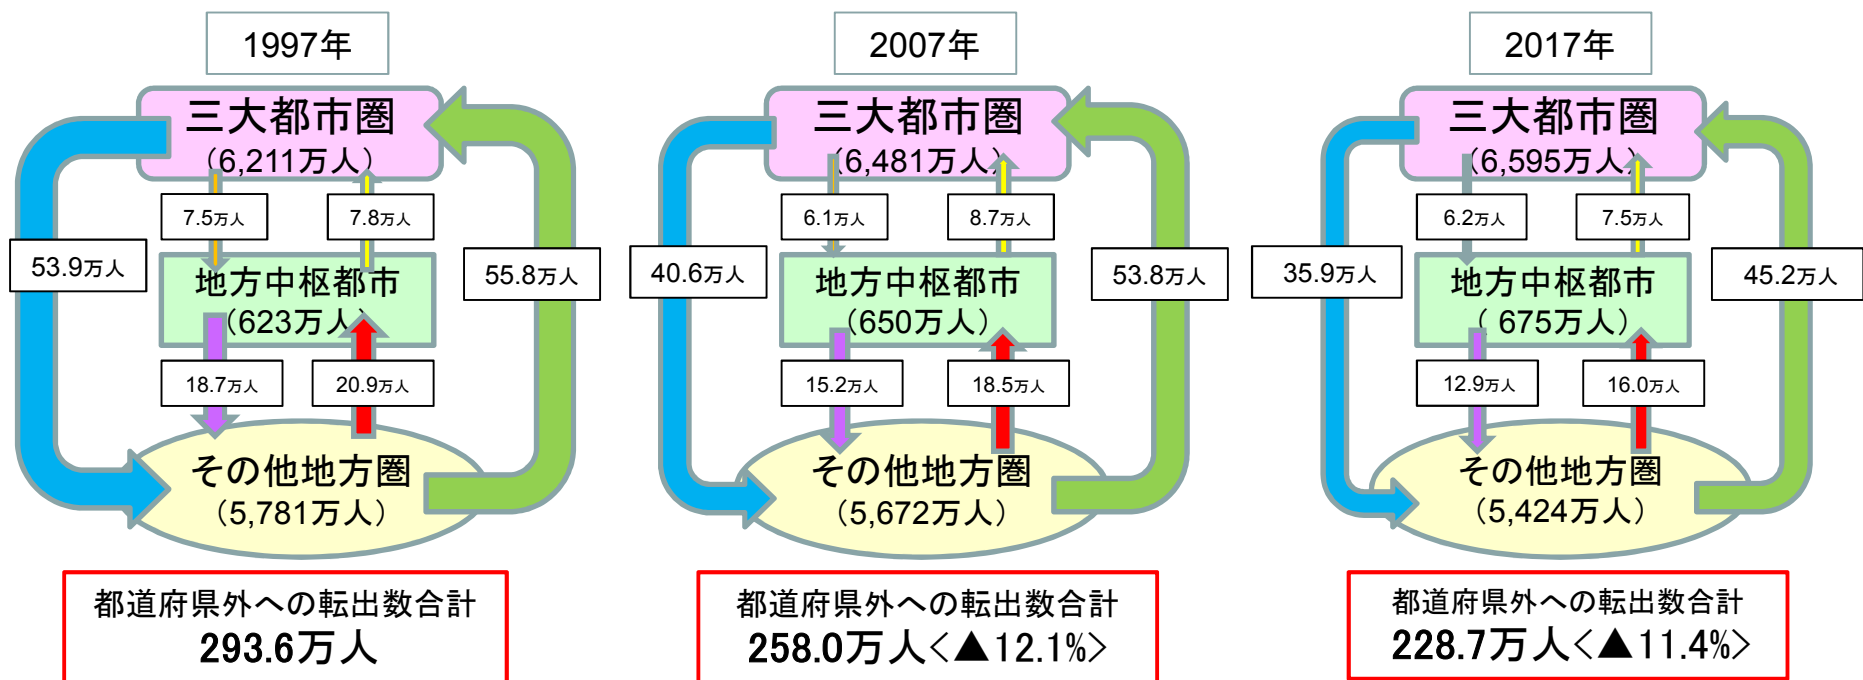 1997年
三大都市圏
(6,211万人)
7.5万人
7.8万人
53.9万人
55.8万人
地方中枢都市
(623万人)
18.7万人
20.9万人
その他地方圏
(5,781万人)
都道府県外への転出数合計
293.6万人
2007年
三大都市圏
(6,481万人)
6.1万人
8.7万人
40.6万人
53.8万人
地方中枢都市
(650万人)
15.2万人
18.5万人
その他地方圏
(5,672万人)
都道府県外への転出数合計
258.0万人<▲12.1%>
2017年
三大都市圏
(6,595万人)
6.2万人
7.5万人
35.9万人
45.2万人
地方中枢都市
( 675万人)
12.9万人
16.0万人
その他地方圏
(5,424万人)
都道府県外への転出数合計
228.7万人<▲11.4%>